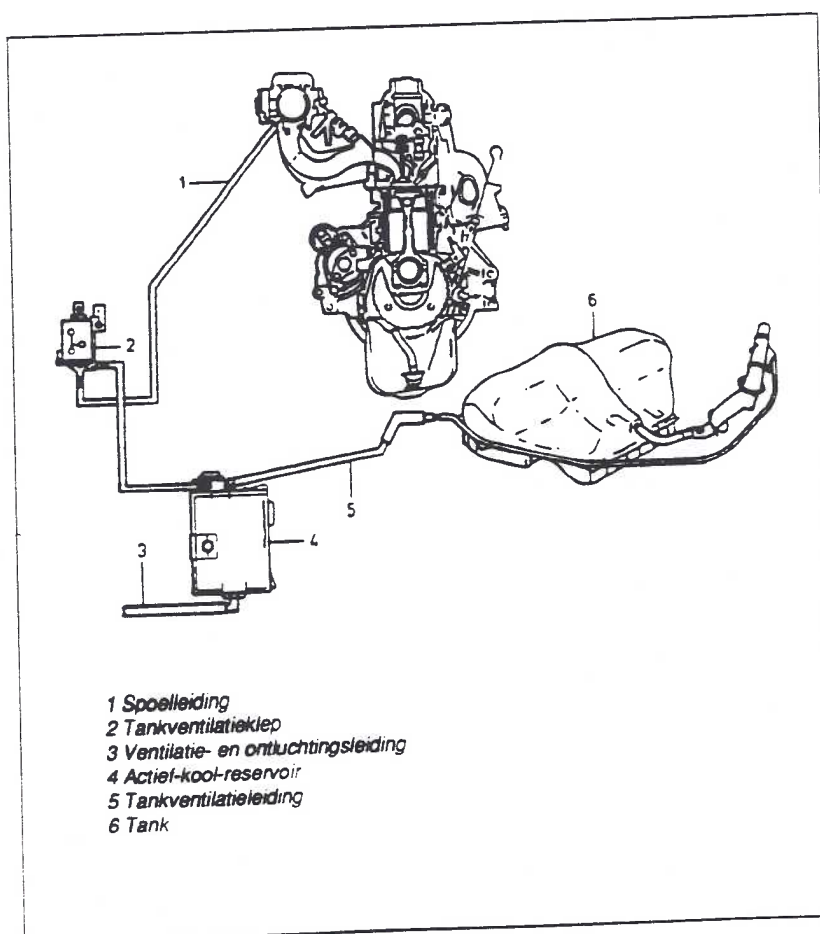 1
2
6
5
3
4
1 Spoelleiding
2 Tankventilatieklep
3 Ventilatie- en ontluchtingsleiding
4 Actief-kool-reservoir
5 Tankventilatieleiding
6 Tank